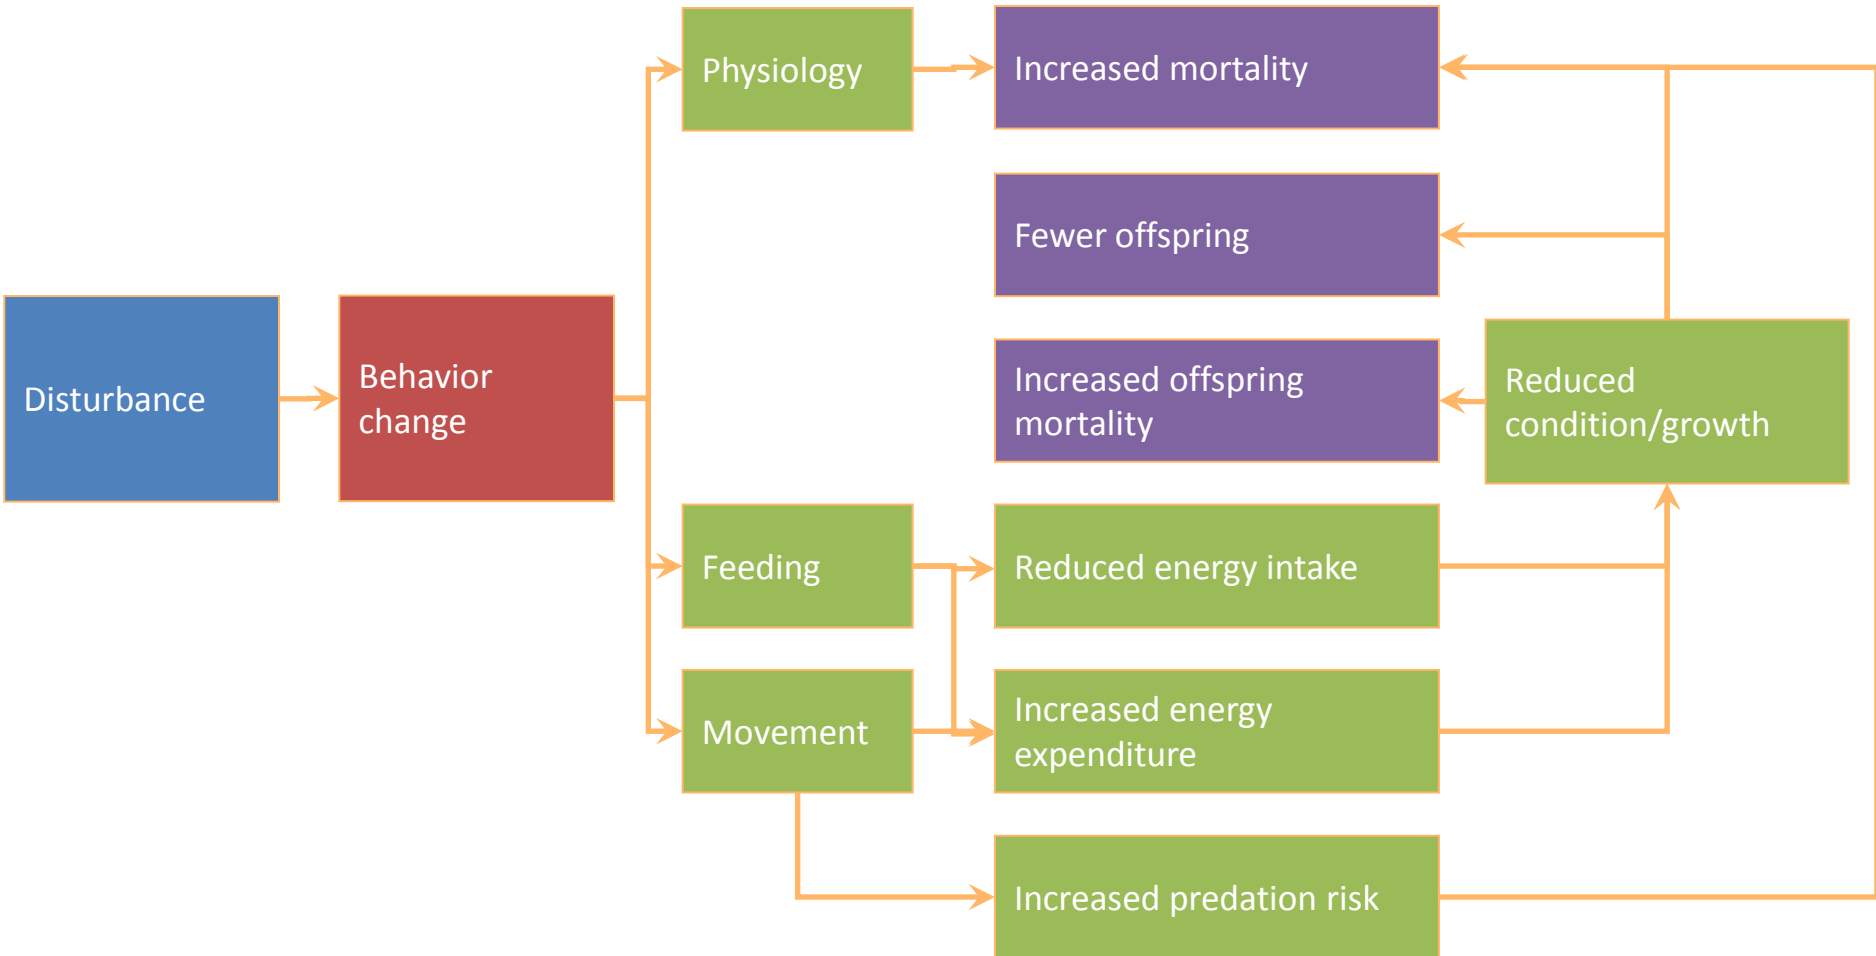 Physiology
Increased mortality
Fewer offspring
Disturbance
Behavior
change
Increased offspring
mortality
Reduced
condition/growth
Feeding
Reduced energy intake
Movement
Increased energy
expenditure
Increased predation risk